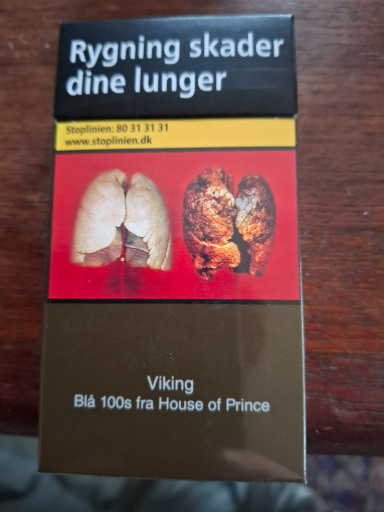 Rygning skader
dine lunger
Stoplinien: 80 31 31 31
www.stoplinien.dk
Viking
Blå 100s fra House of Prince